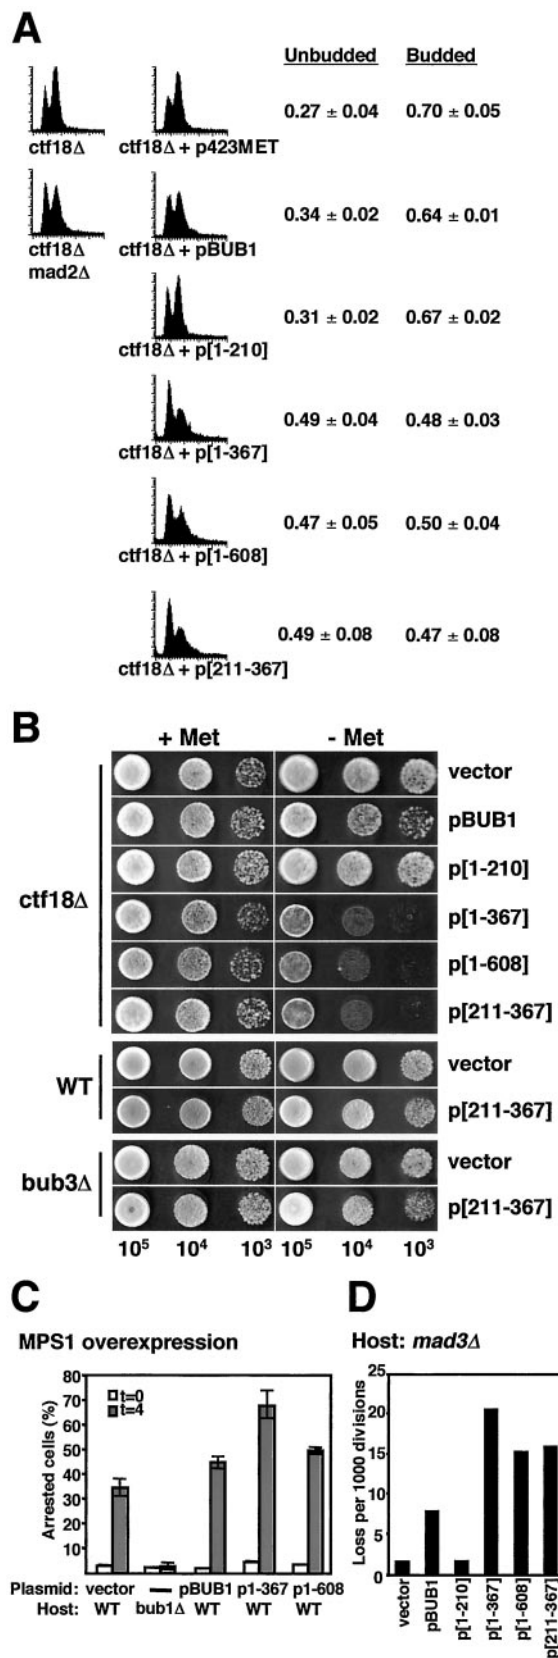 A
Unbudded Budded
ctf18Δ
ctf18Δ + p423MET
0.27 ± 0.04 0.70 ± 0.05
ctf18Δ
mad2Δ
ctf18Δ + pBUB1
0.34 ± 0.02 0.64 ± 0.01
ctf18Δ + p[1-210]
0.31 ± 0.02 0.67 ± 0.02
ctf18Δ + p[1-367]
0.49 ± 0.04 0.48 ± 0.03
ctf18Δ + p[1-608]
0.47 ± 0.05 0.50 ± 0.04
ctf18Δ + p[211-367]
0.49 ± 0.08 0.47 ± 0.08
B
+ Met - Met
ctf18Δ
vector
pBUB1
p[1-210]
p[1-367]
p[1-608]
p[211-367]
WT
vector
p[211-367]
bub3Δ
vector
p[211-367]
10⁵ 10⁴ 10³ 10⁵ 10⁴ 10³
C
MPS1 overexpression
Arrested cells (%)
80
70
60
50
40
30
20
10
t=0
t=4
Plasmid: vector — pBUB1 p1-367 p1-608
Host: WT bub1Δ WT WT WT
D
Host: mad3Δ
Loss per 1000 divisions
25
20
15
10
5
0
vector
pBUB1
p[1-210]
p[1-367]
p[1-608]
p[211-367]